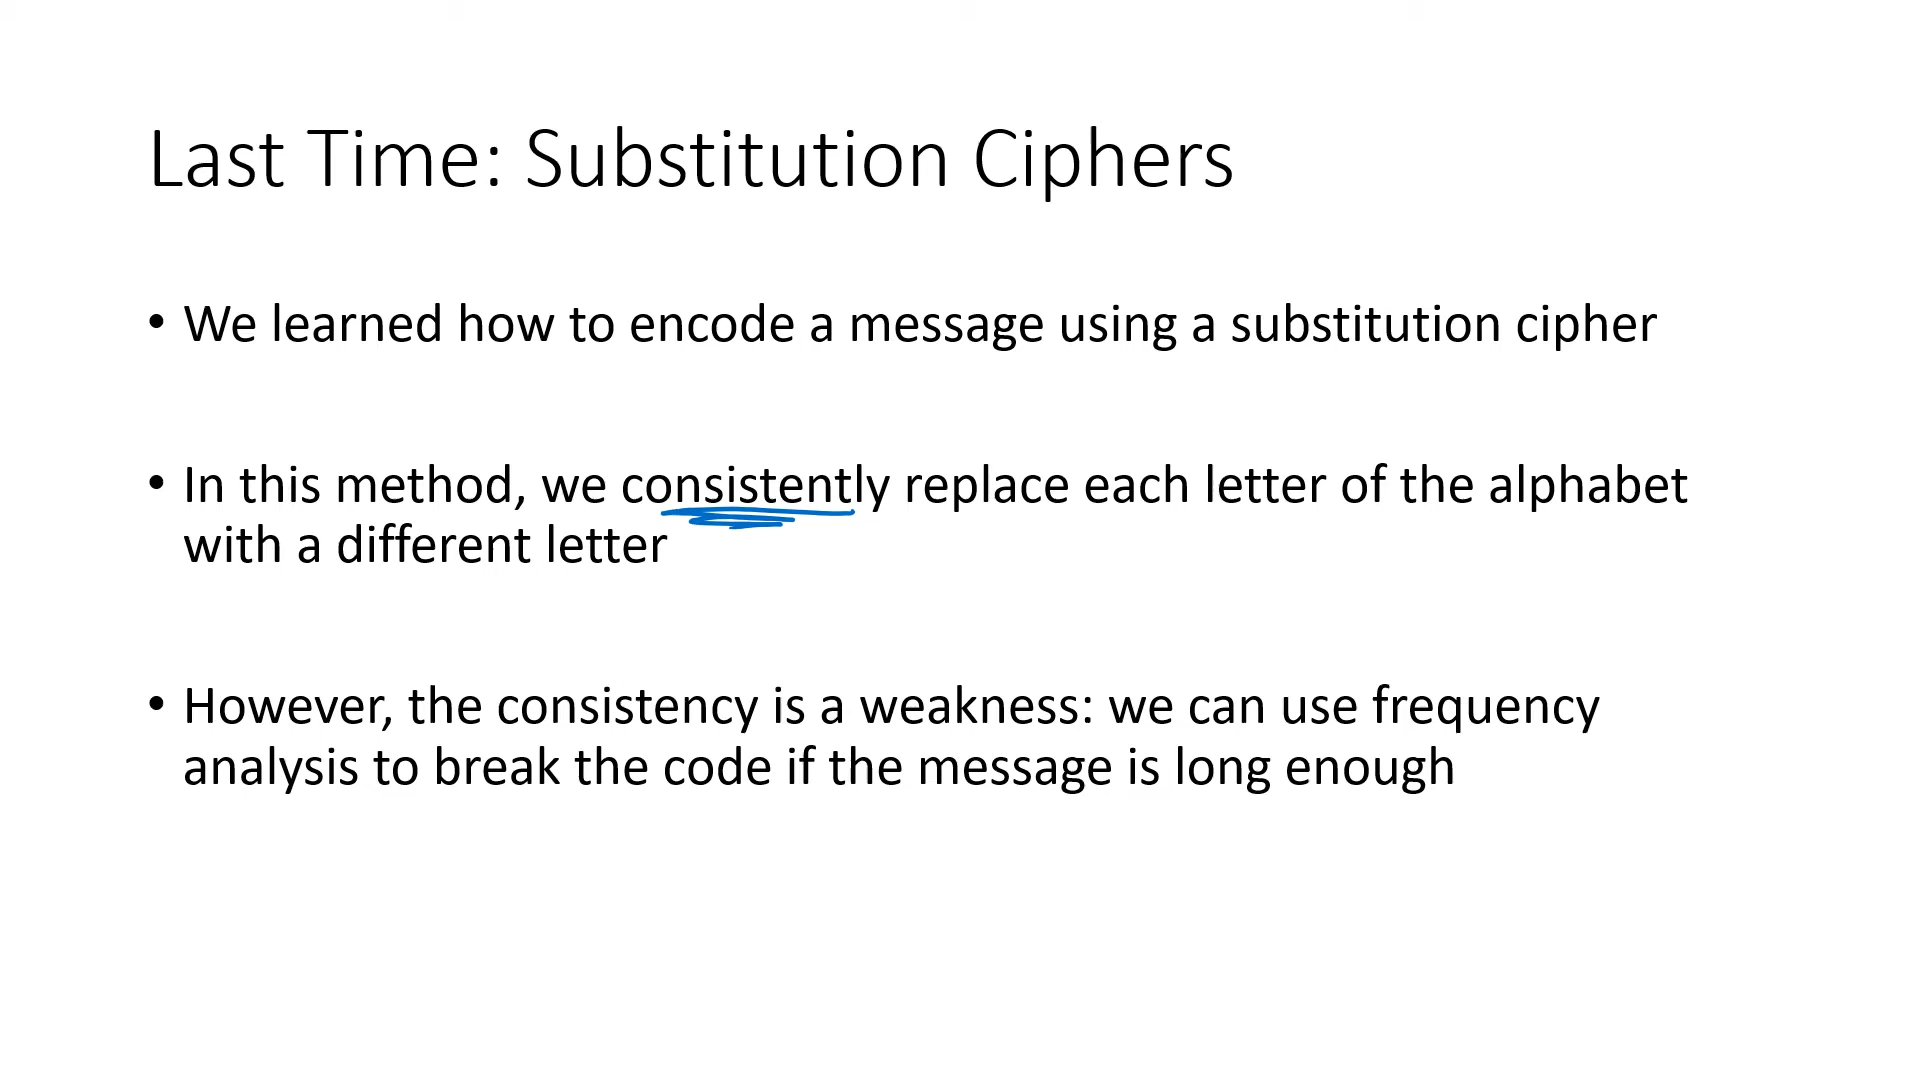 Last Time: Substitution Ciphers
• We learned how to encode a message using a substitution cipher
• In this method, we consistently replace each letter of the alphabet
with a different letter
• However, the consistency is a weakness: we can use frequency
analysis to break the code if the message is long enough